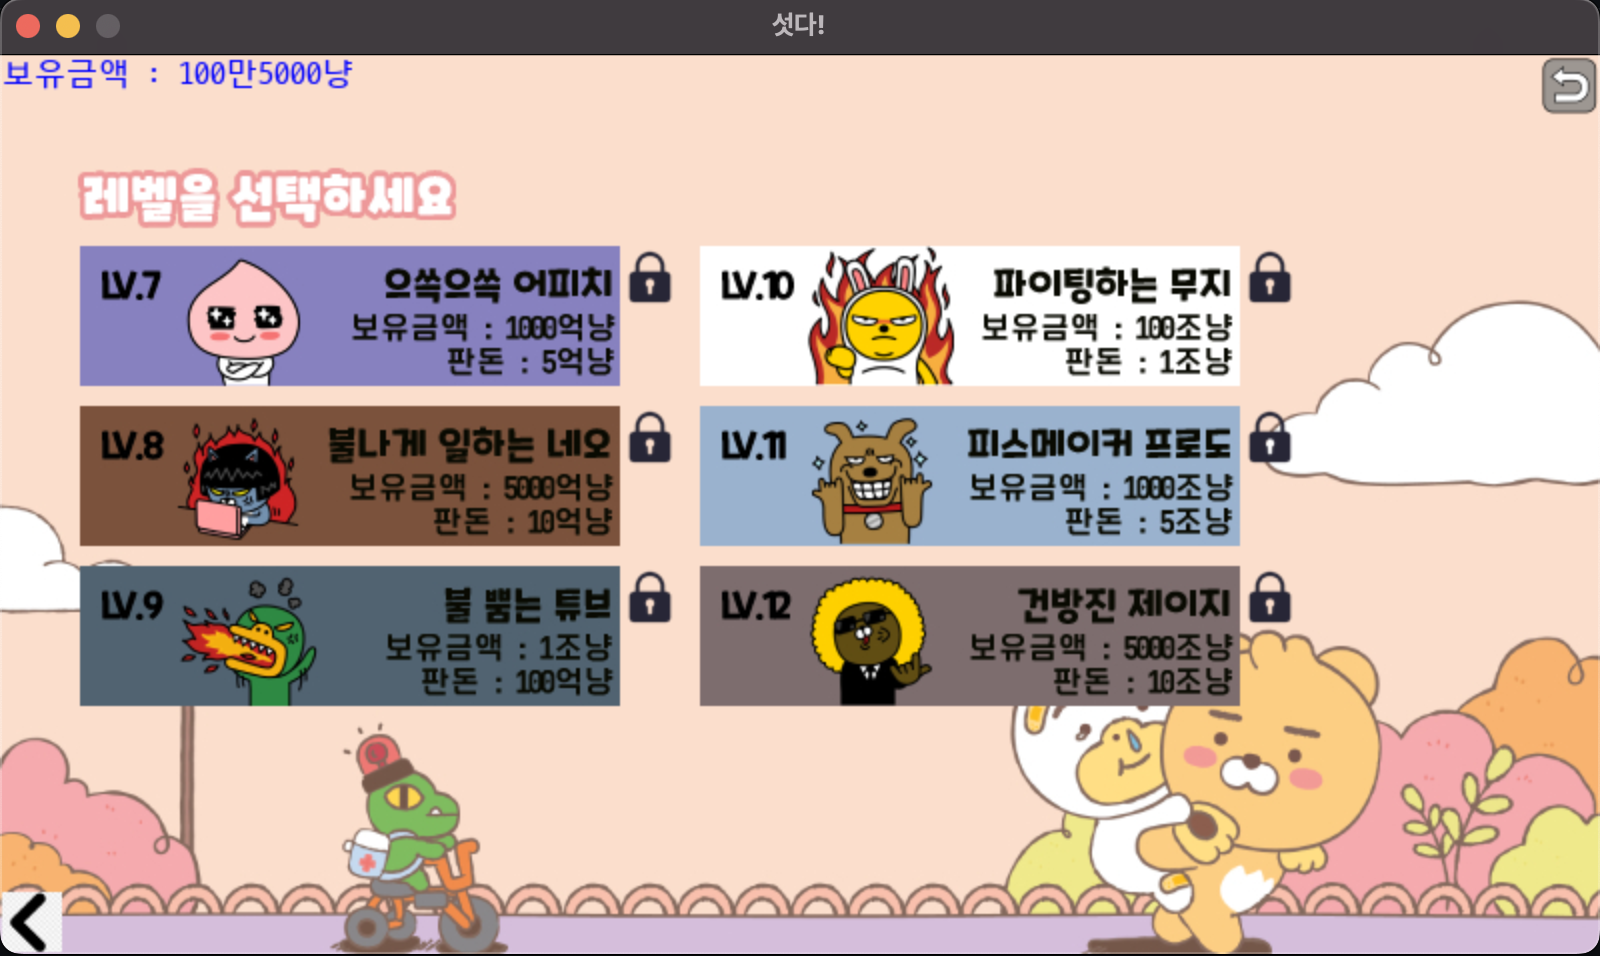 섯다!
보유금액 : 100만5000냥
레벨을 선택하세요
LV.7
으쓱으쓱 어피치
보유금액 : 1000억냥
판돈 : 5억냥
LV.8
불나게 일하는 네오
보유금액 : 5000억냥
판돈 : 10억냥
LV.9
불 뿜는 튜브
보유금액 : 1조냥
판돈 : 100억냥
LV.10
파이팅하는 무지
보유금액 : 100조냥
판돈 : 1조냥
LV.11
피스메이커 프로도
보유금액 : 1000조냥
판돈 : 5조냥
LV.12
건방진 제이지
보유금액 : 5000조냥
판돈 : 10조냥